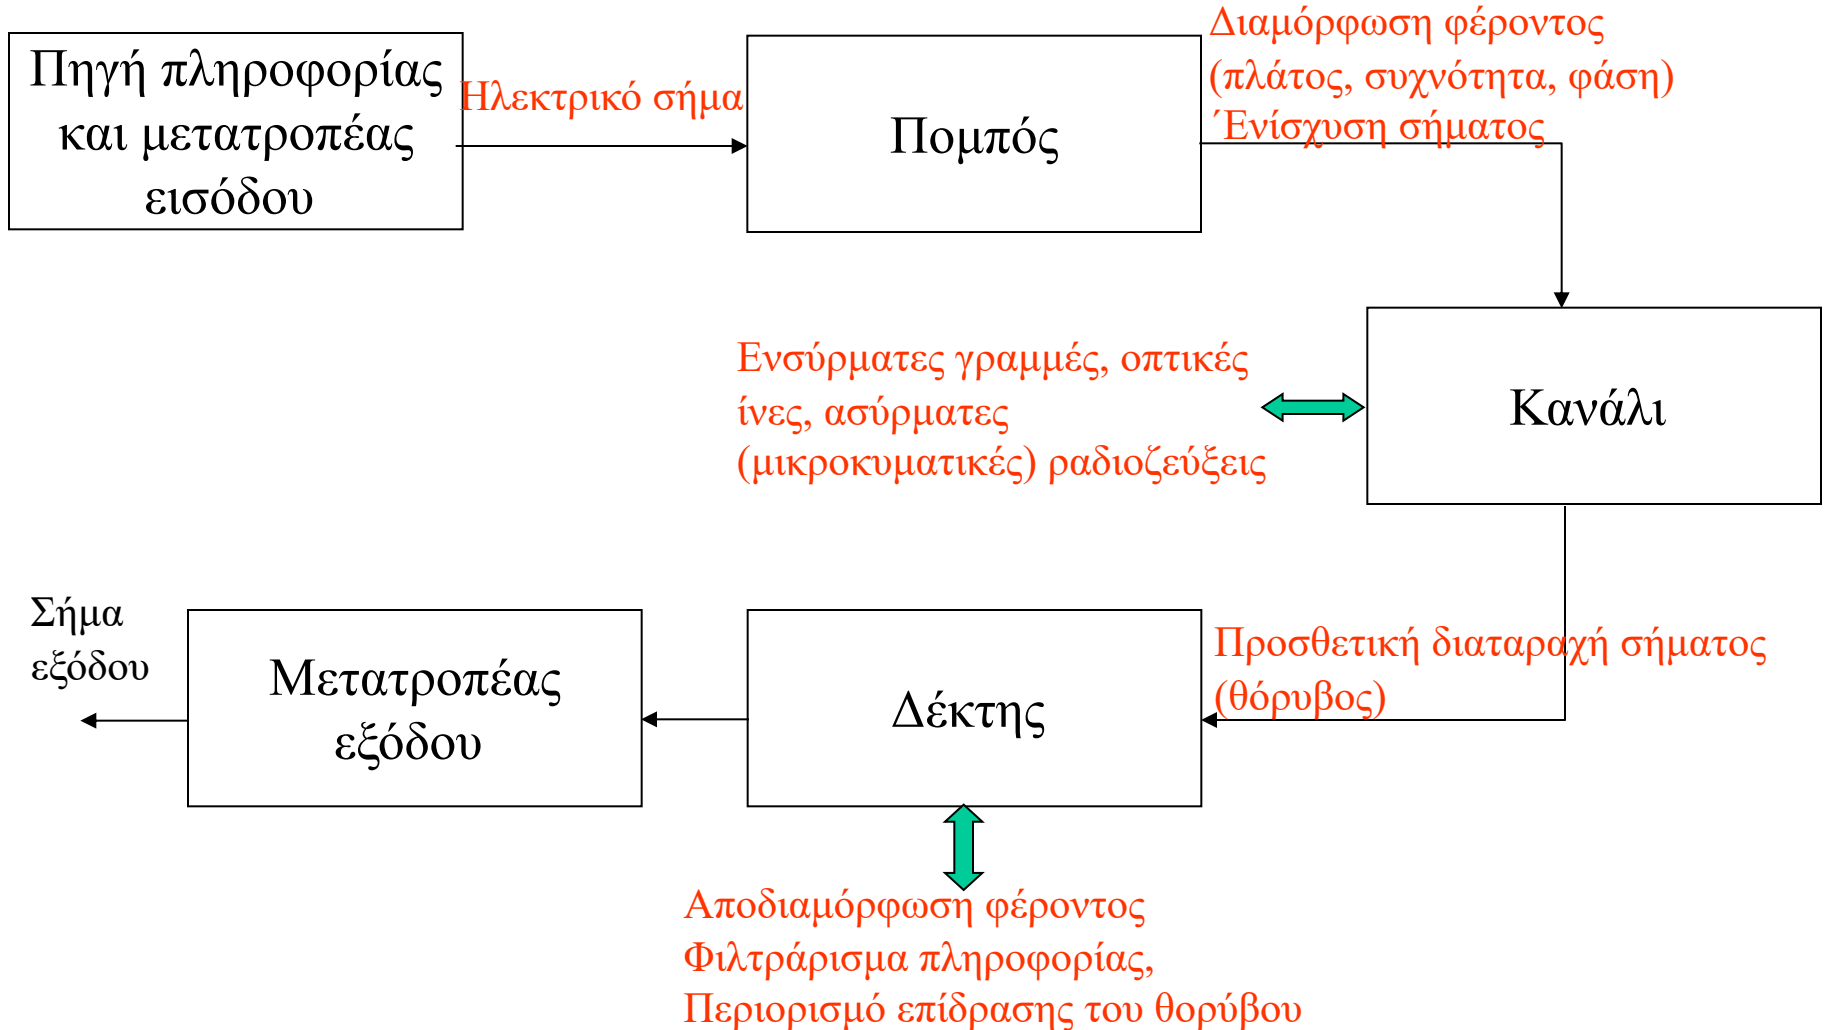 Πηγή πληροφορίας
και μετατροπέας
εισόδου
Ηλεκτρικό σήμα
Πομπός
Διαμόρφωση φέροντος
(πλάτος, συχνότητα, φάση)
΄Ενίσχυση σήματος
Ενσύρματες γραμμές, οπτικές
ίνες, ασύρματες
(μικροκυματικές) ραδιοζεύξεις
Κανάλι
Σήμα
εξόδου
Μετατροπέας
εξόδου
Δέκτης
Προσθετική διαταραχή σήματος
(θόρυβος)
Αποδιαμόρφωση φέροντος
Φιλτράρισμα πληροφορίας,
Περιορισμό επίδρασης του θορύβου